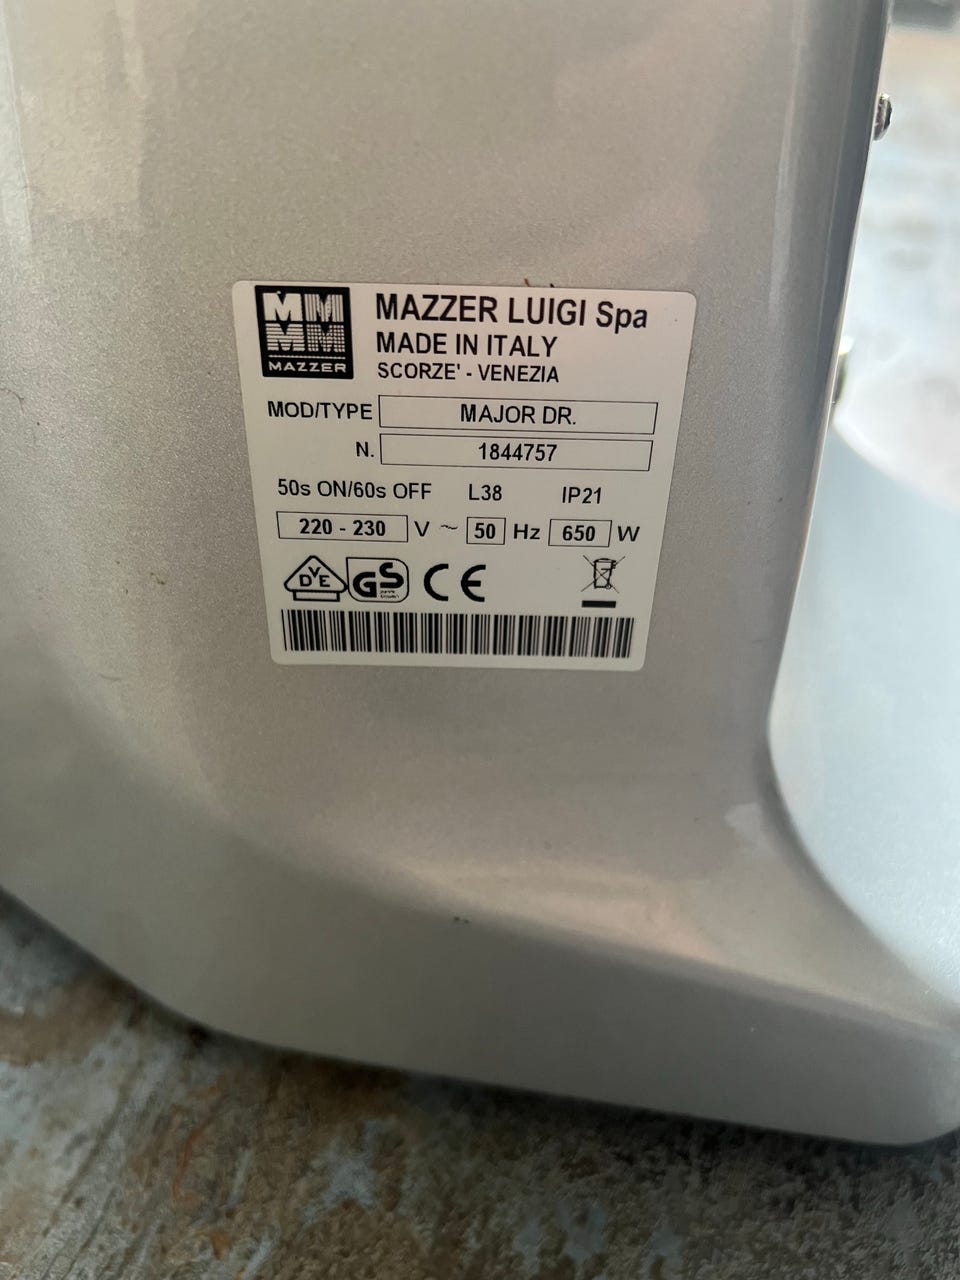 MAZZER
MAZZER LUIGI Spa
MADE IN ITALY
SCORZE' - VENEZIA
MOD/TYPE MAJOR DR.
N. 1844757
50s ON/60s OFF L38 IP21
220 - 230 V ~ 50 Hz 650 W
DVE GS CE